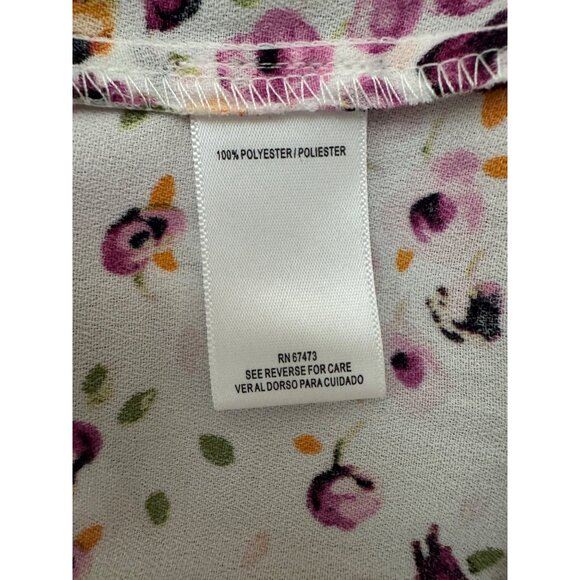 100% POLYESTER / POLIESTER
RN 67473
SEE REVERSE FOR CARE
VER AL DORSO PARA CUIDADO